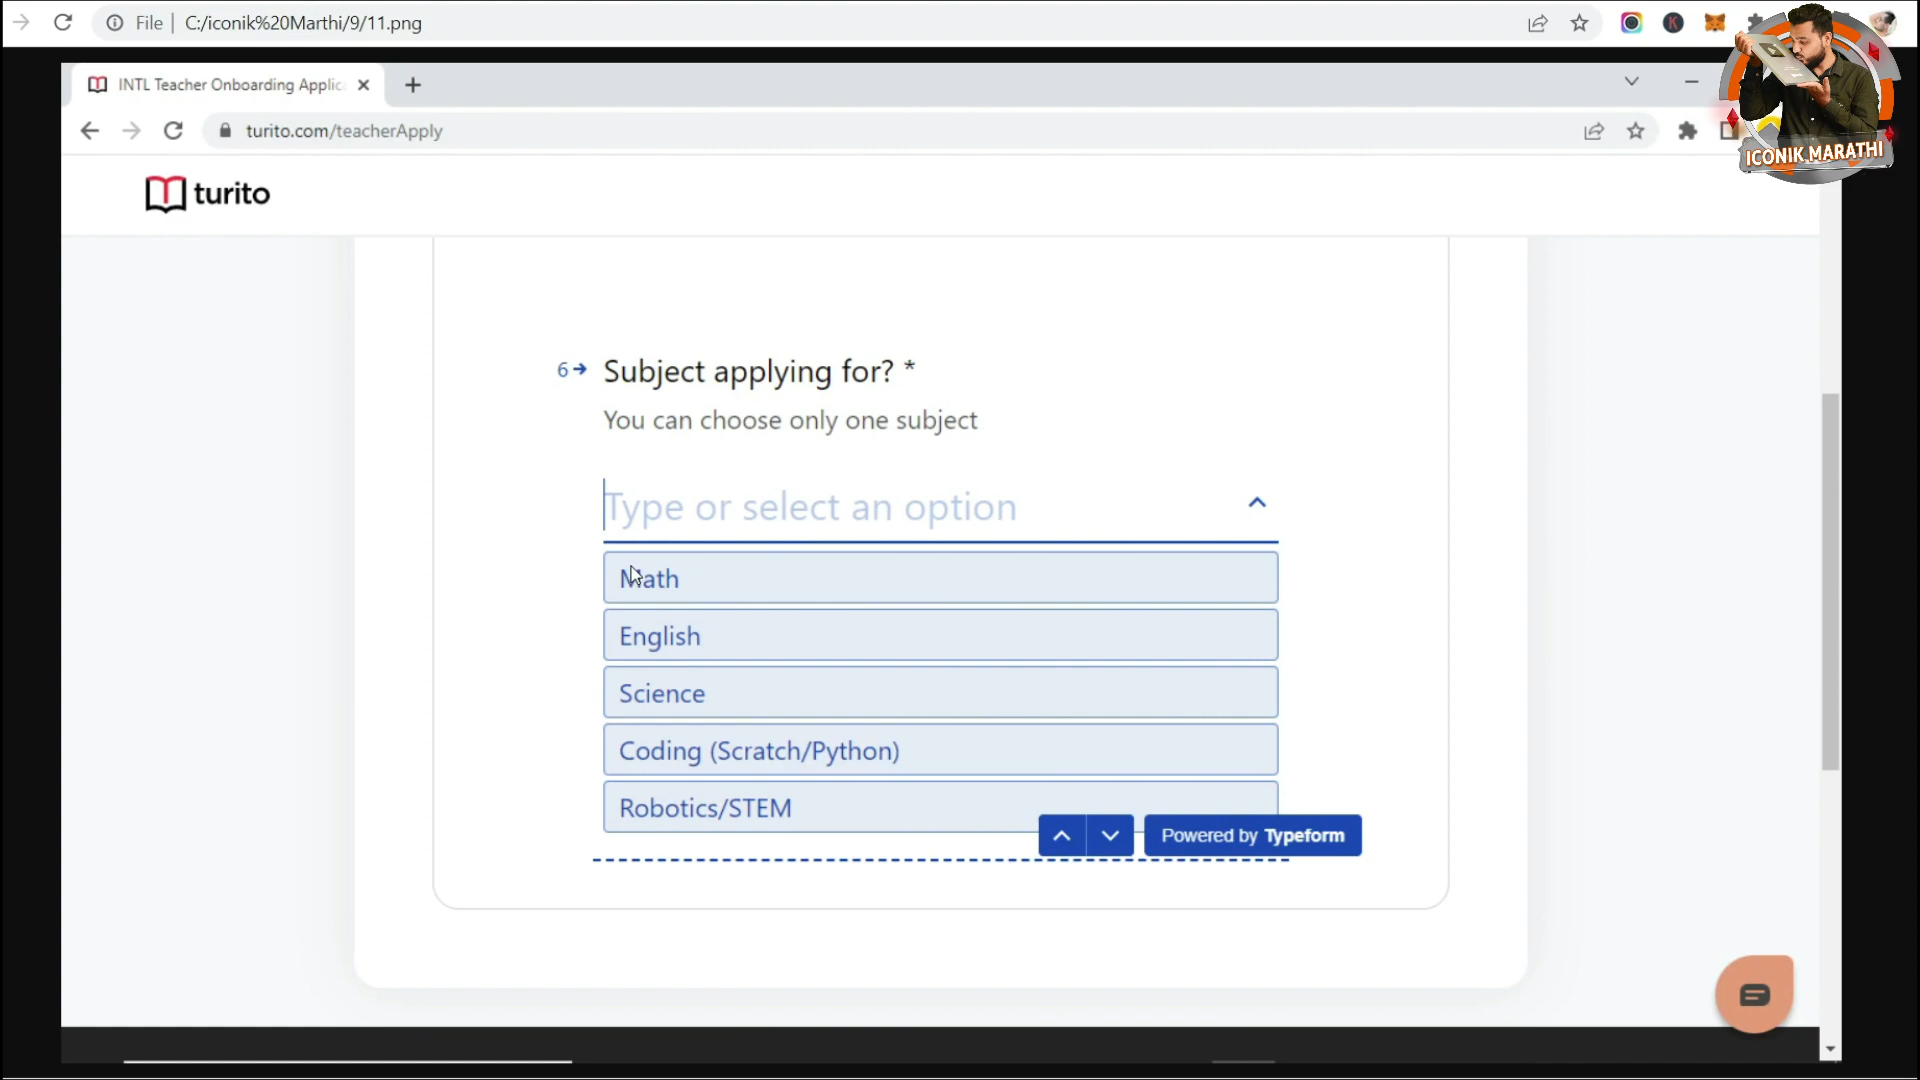 File | C:/iconik%20Marthi/9/11.png
INTL Teacher Onboarding Applic
turito.com/teacherApply
ICONIK MARATHI
turito
6 Subject applying for? *
You can choose only one subject
Type or select an option
Math
English
Science
Coding (Scratch/Python)
Robotics/STEM
Powered by Typeform